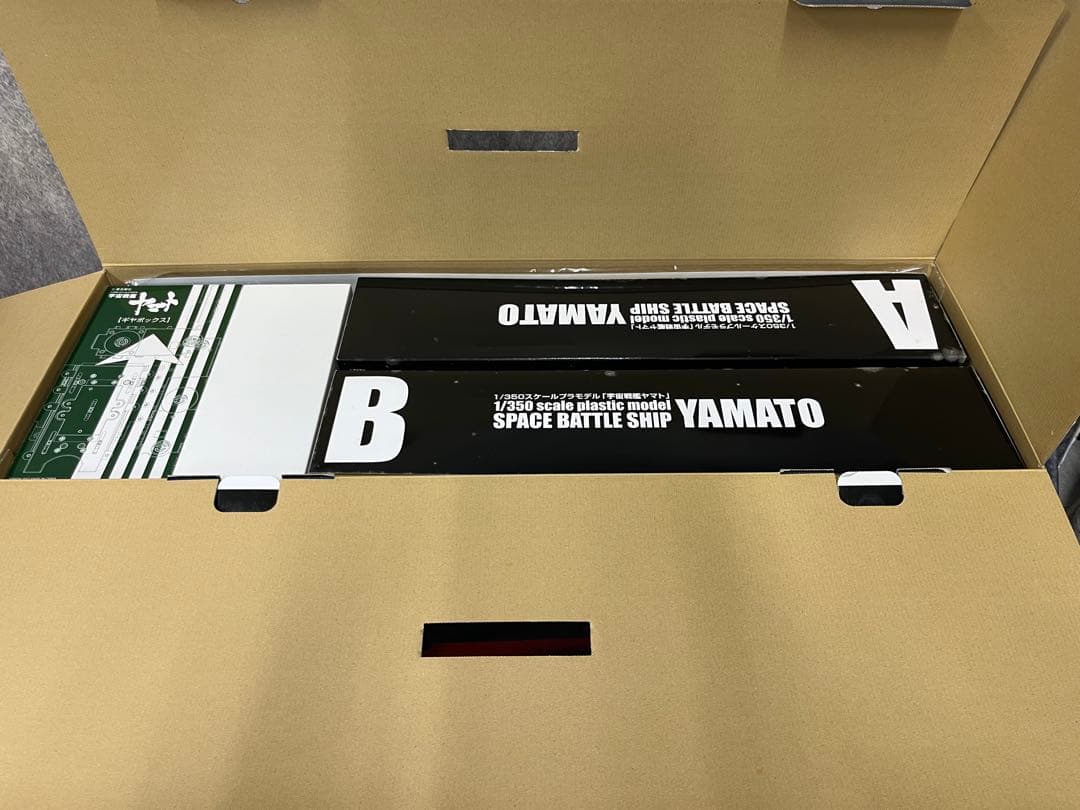 宇宙戦艦
ヤマト
【ギヤボックス】
A
1/350スケールプラモデル「宇宙戦艦ヤマト」
1/350 scale plastic model
SPACE BATTLE SHIP YAMATO
B
1/350スケールプラモデル「宇宙戦艦ヤマト」
1/350 scale plastic model
SPACE BATTLE SHIP YAMATO